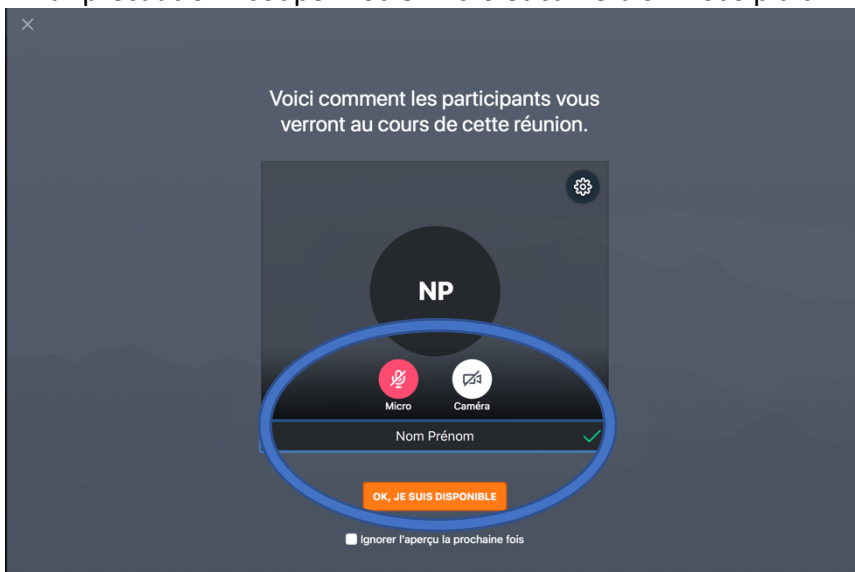 Voici comment les participants vous
verront au cours de cette réunion.
NP
Micro Caméra
Nom Prénom
OK, JE SUIS DISPONIBLE
Ignorer l'aperçu la prochaine fois